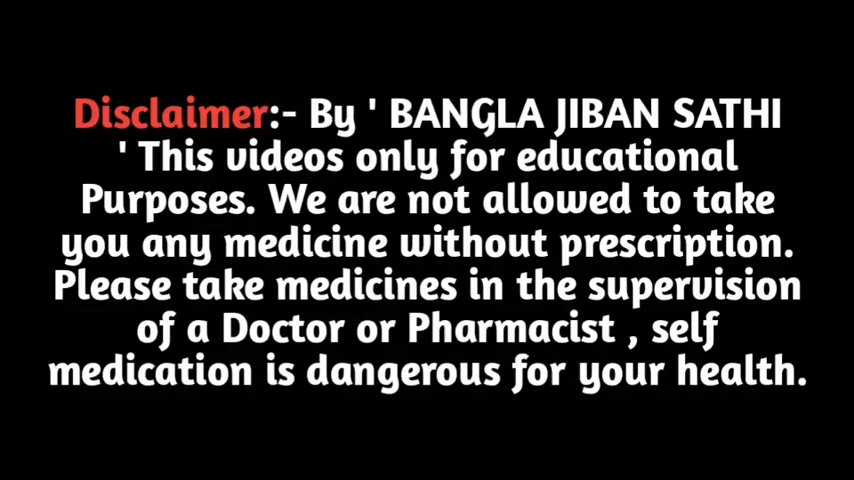 Disclaimer:- By ' BANGLA JIBAN SATHI
' This videos only for educational
Purposes. We are not allowed to take
you any medicine without prescription.
Please take medicines in the supervision
of a Doctor or Pharmacist , self
medication is dangerous for your health.